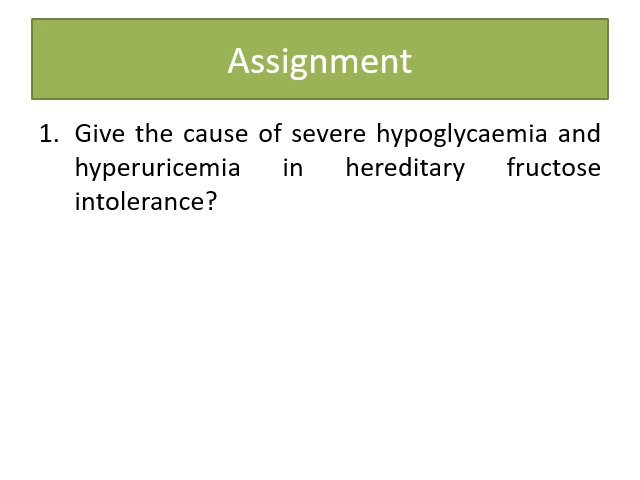 Assignment
1. Give the cause of severe hypoglycaemia and
hyperuricemia in hereditary fructose
intolerance?